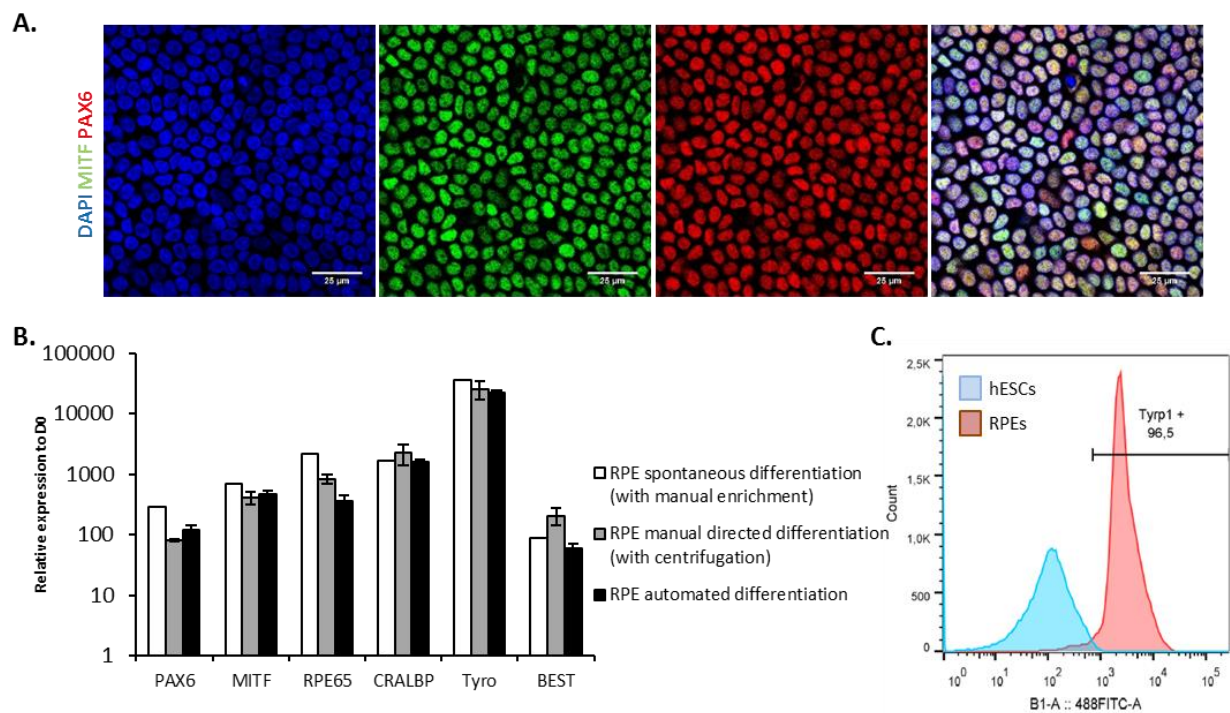 A.
DAPI MITF PAX6
25 µm
25 µm
25 µm
25 µm
B.
Relative expression to D0
100000
10000
1000
100
10
1
PAX6 MITF RPE65 CRALBP Tyro BEST
RPE spontaneous differentiation
(with manual enrichment)
RPE manual directed differentiation
(with centrifugation)
RPE automated differentiation
C.
hESCs
RPEs
Tyrp1 +
96,5
Count
2,5K
2,0K
1,5K
1,0K
500
0
10^0 10^1 10^2 10^3 10^4 10^5
B1-A :: 488FITC-A